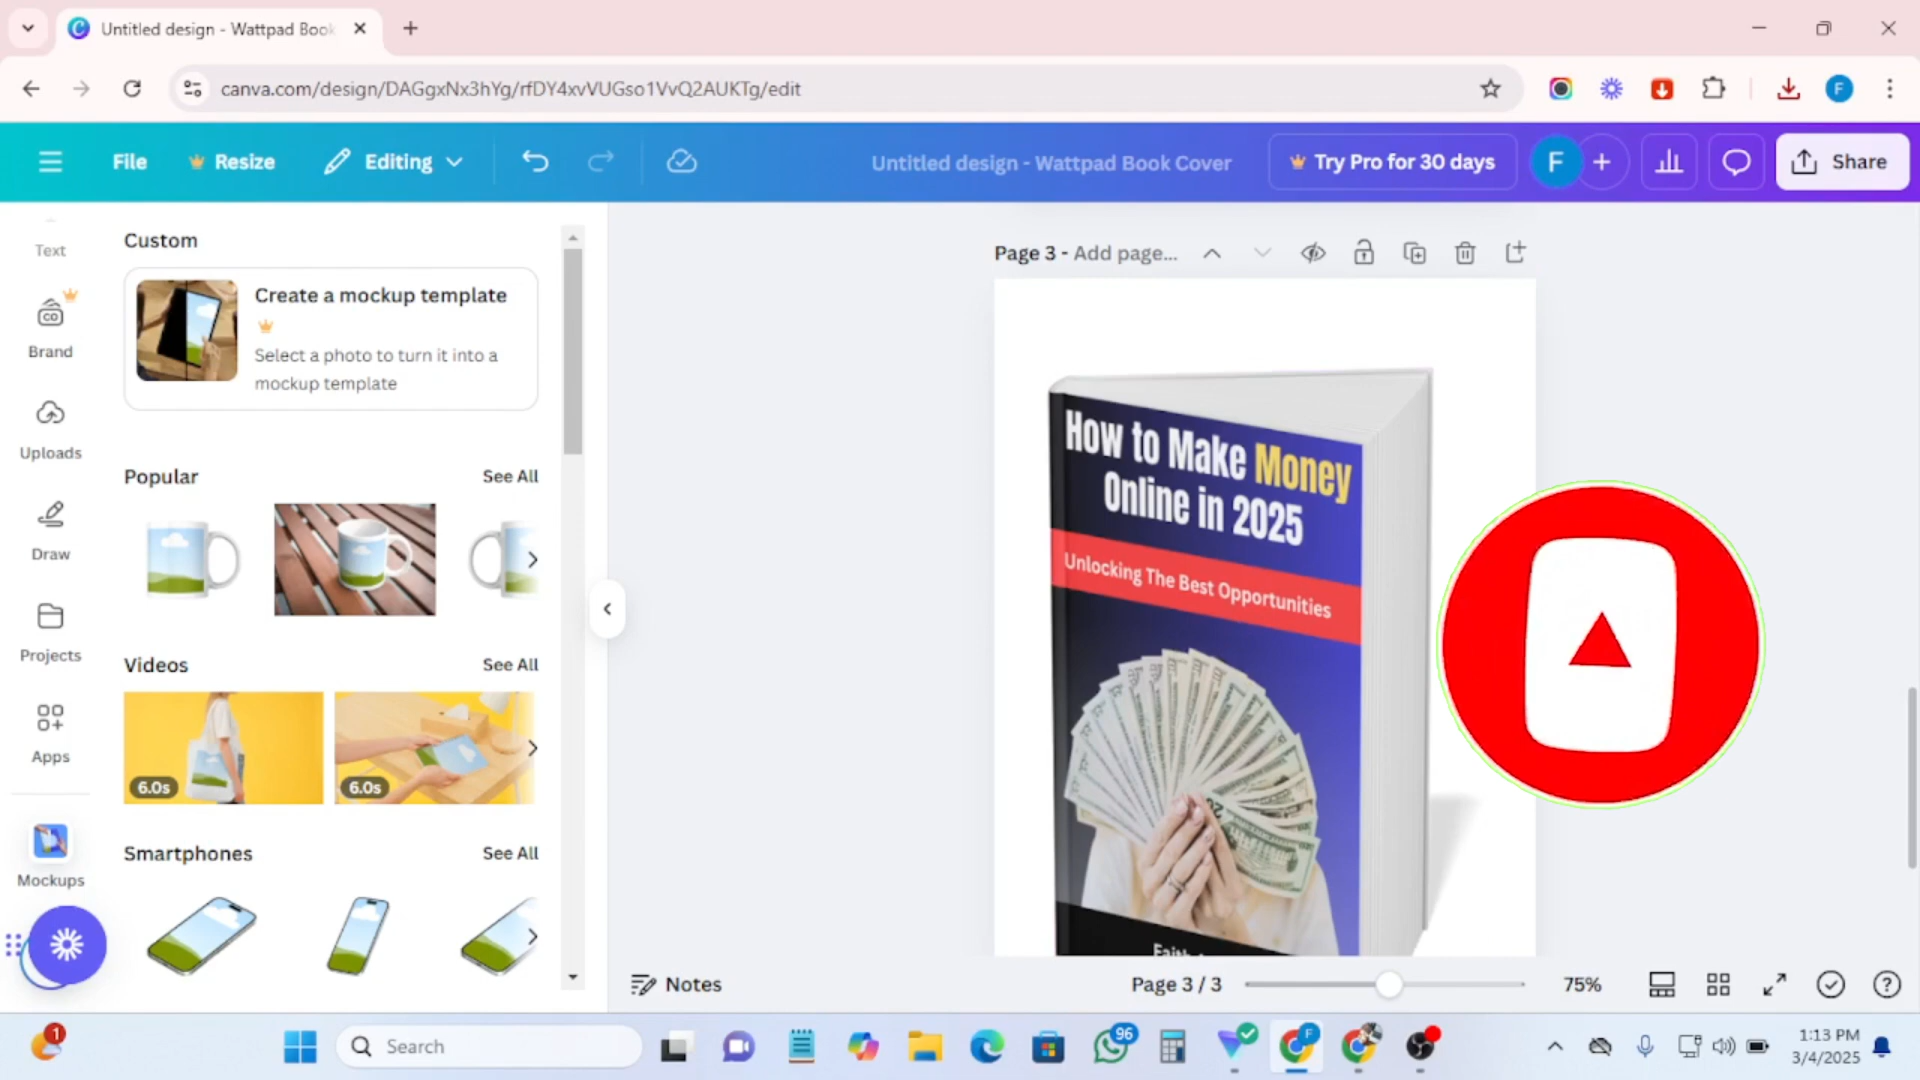 Untitled design - Wattpad Book
canva.com/design/DAGgxNx3hYg/rfDY4xvVUGso1VvQ2AUKTg/edit
F
File
Resize
Editing
Untitled design - Wattpad Book Cover
Try Pro for 30 days
F
Share
Text
Brand
Uploads
Draw
Projects
Apps
Mockups
Custom
Create a mockup template
Select a photo to turn it into a
mockup template
Popular
See All
Videos
See All
6.0s
6.0s
Smartphones
See All
Page 3 - Add page...
How to Make Money
Online in 2025
Unlocking The Best Opportunities
Notes
Page 3 / 3
75%
1
Search
96
F
1:13 PM
3/4/2025